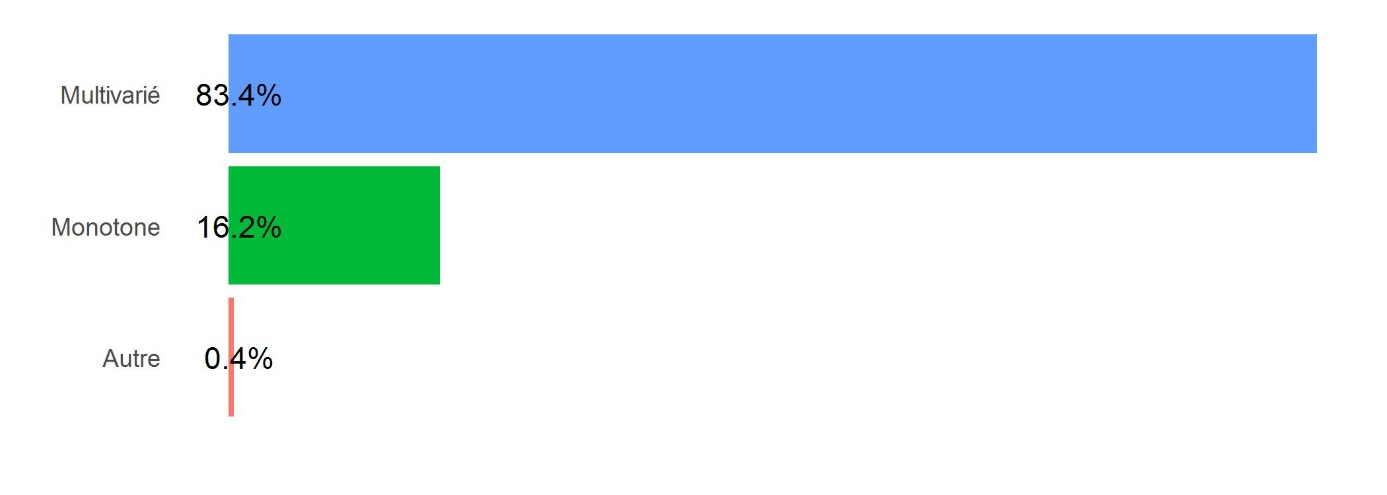 Multivarié 83.4%
Monotone 16.2%
Autre 0.4%